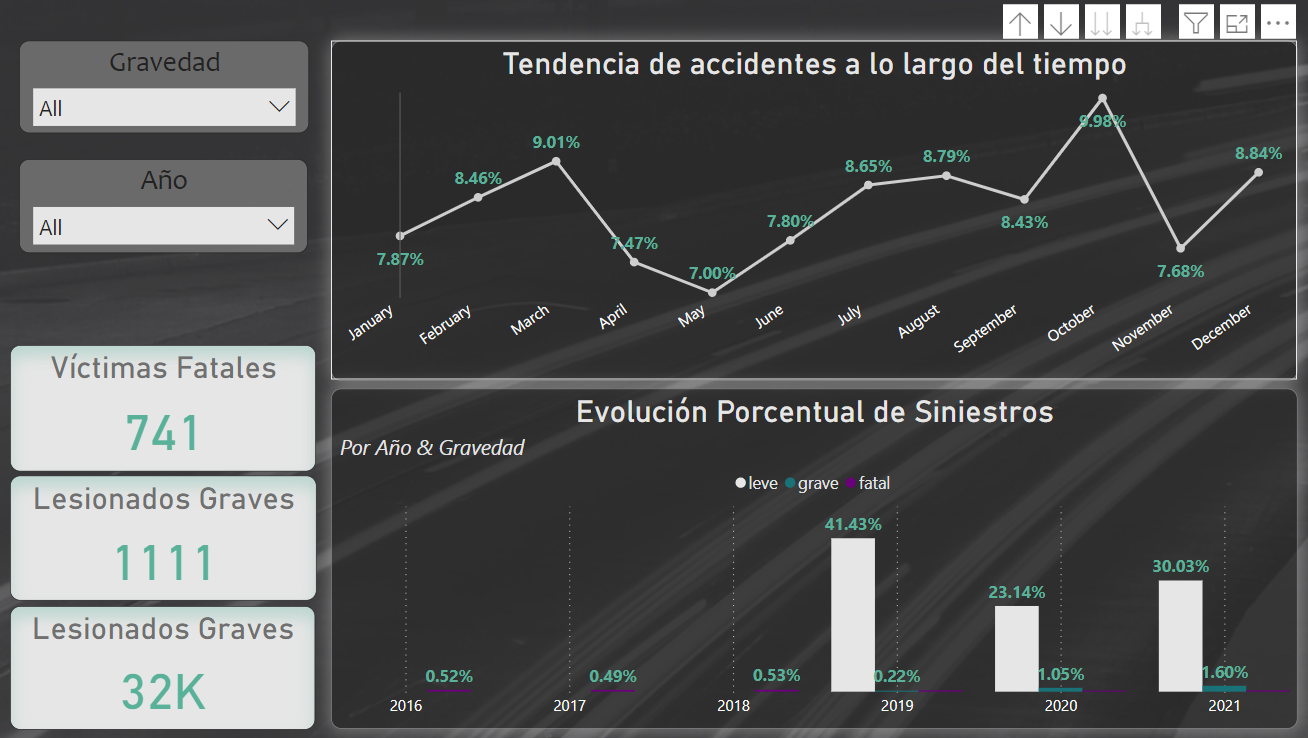 Gravedad
All
Año
All
Víctimas Fatales
741
Lesionados Graves
1111
Lesionados Graves
32K
Tendencia de accidentes a lo largo del tiempo
7.87%
8.46%
9.01%
7.47%
7.00%
7.80%
8.65%
8.79%
8.43%
9.98%
7.68%
8.84%
January
February
March
April
May
June
July
August
September
October
November
December
Evolución Porcentual de Siniestros
Por Año & Gravedad
leve grave fatal
0.52%
0.49%
0.53%
41.43%
0.22%
23.14%
1.05%
30.03%
1.60%
2016 2017 2018 2019 2020 2021